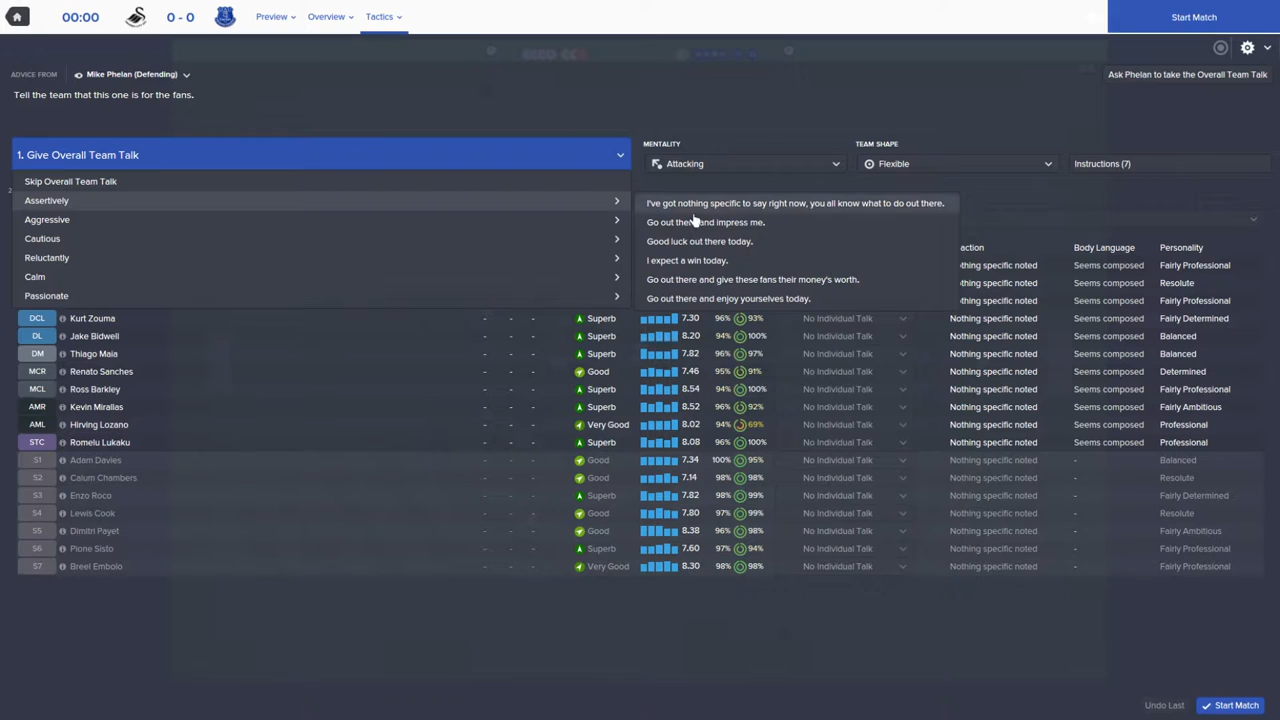 00:00 0 - 0 Preview Overview Tactics Start Match
ADVICE FROM Mike Phelan (Defending) Ask Phelan to take the Overall Team Talk
Tell the team that this one is for the fans.
MENTALITY TEAM SHAPE
1. Give Overall Team Talk Attacking Flexible Instructions (7)
Skip Overall Team Talk
Assertively I've got nothing specific to say right now, you all know what to do out there.
Aggressive Go out there and impress me.
Cautious Good luck out there today.
Body Language Personality
Reluctantly I expect a win today.
Nothing specific noted Seems composed Fairly Professional
Calm Go out there and give these fans their money's worth.
Nothing specific noted Seems composed Resolute
Passionate Go out there and enjoy yourselves today.
Nothing specific noted Seems composed Fairly Professional
DCL Kurt Zouma - - - Superb 7.30 96% 93% No Individual Talk Nothing specific noted Seems composed Fairly Determined
DL Jake Bidwell - - - Superb 8.20 94% 100% No Individual Talk Nothing specific noted Seems composed Balanced
DM Thiago Maia - - - Superb 7.82 96% 97% No Individual Talk Nothing specific noted Seems composed Balanced
MCR Renato Sanches - - - Good 7.46 95% 91% No Individual Talk Nothing specific noted Seems composed Determined
MCL Ross Barkley - - - Superb 8.54 94% 100% No Individual Talk Nothing specific noted Seems composed Fairly Professional
AMR Kevin Mirallas - - - Superb 8.52 96% 92% No Individual Talk Nothing specific noted Seems composed Fairly Ambitious
AML Hirving Lozano - - - Very Good 8.02 94% 69% No Individual Talk Nothing specific noted Seems composed Professional
STC Romelu Lukaku - - - Superb 8.08 96% 100% No Individual Talk Nothing specific noted Seems composed Professional
S1 Adam Davies - - - Good 7.34 100% 95% No Individual Talk Nothing specific noted - Balanced
S2 Calum Chambers - - - Good 7.14 98% 98% No Individual Talk Nothing specific noted - Resolute
S3 Enzo Roco - - - Superb 7.82 98% 99% No Individual Talk Nothing specific noted - Fairly Determined
S4 Lewis Cook - - - Good 7.80 97% 99% No Individual Talk Nothing specific noted - Resolute
S5 Dimitri Payet - - - Good 8.38 96% 98% No Individual Talk Nothing specific noted - Fairly Ambitious
S6 Pione Sisto - - - Superb 7.60 97% 94% No Individual Talk Nothing specific noted - Fairly Professional
S7 Breel Embolo - - - Very Good 8.30 98% 98% No Individual Talk Nothing specific noted - Fairly Professional
Undo Last Start Match